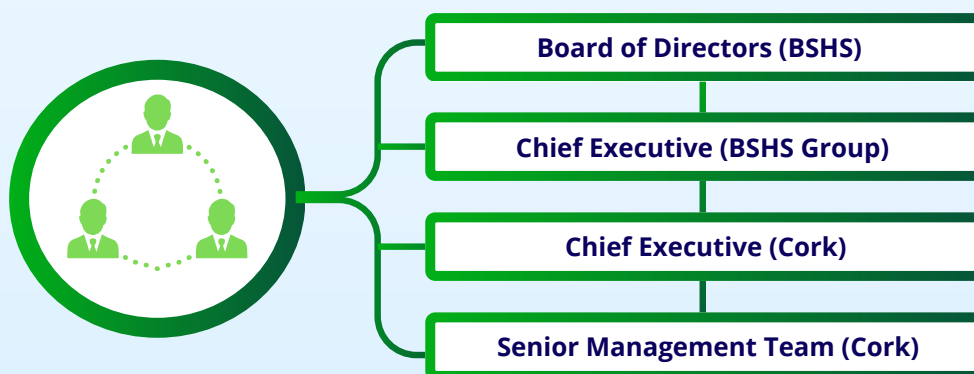 Board of Directors (BSHS)
Chief Executive (BSHS Group)
Chief Executive (Cork)
Senior Management Team (Cork)